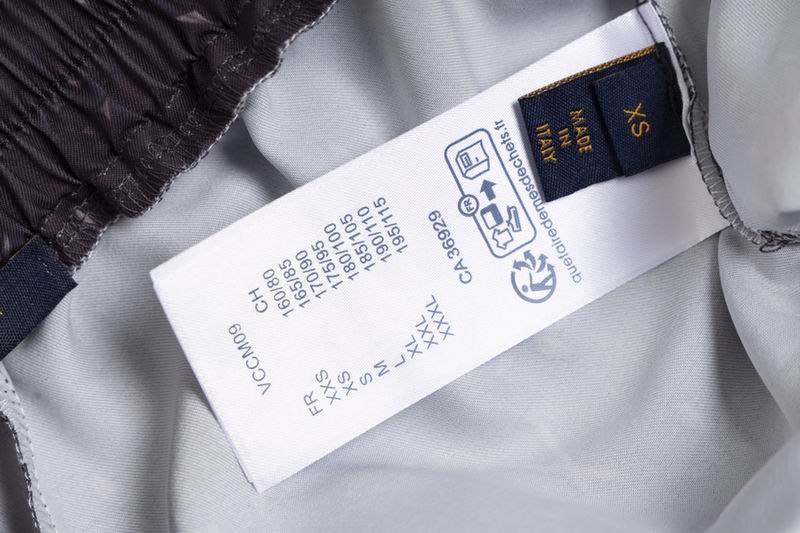 XS
MADE
IN
ITALY
VCCM09
FR CH
XXS 160/80
XS 165/85
S 170/90
M 175/95
L 180/100
XL 185/105
XXL 190/110
XXXL 195/115
CA 36929
FR
quefairedemesdechets.fr